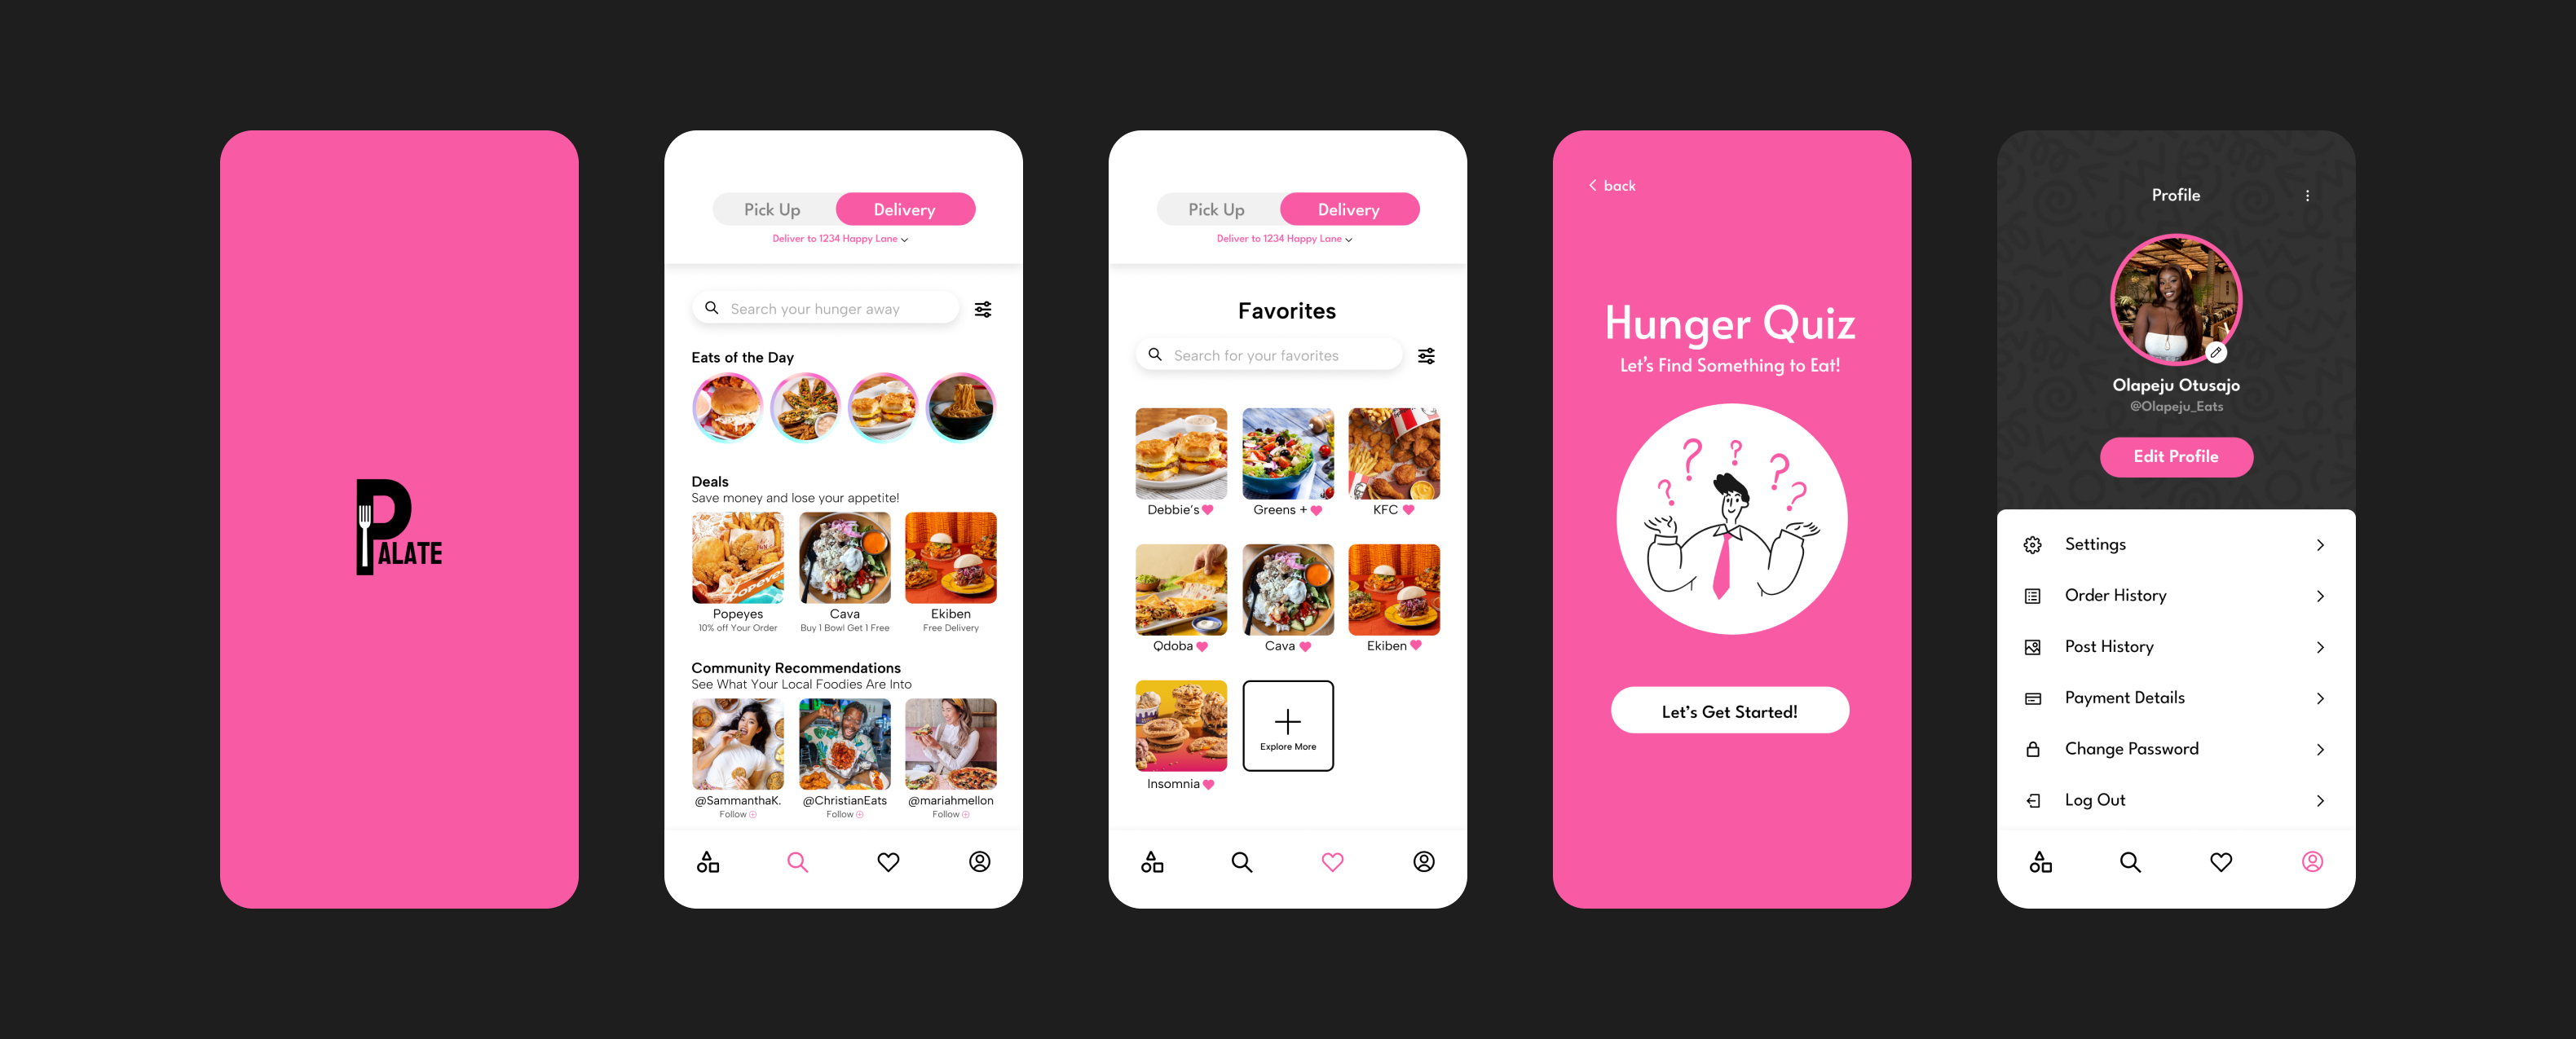 PALATE
Pick Up Delivery
Deliver to 1234 Happy Lane
Search your hunger away
Eats of the Day
Deals
Save money and lose your appetite!
Popeyes Cava Ekiben
10% off Your Order Buy 1 Bowl Get 1 Free Free Delivery
Community Recommendations
See What Your Local Foodies Are Into
@SammanthaK. @ChristianEats @mariahmellon
Follow Follow Follow
Pick Up Delivery
Deliver to 1234 Happy Lane
Favorites
Search for your favorites
Debbie's Greens + KFC
Qdoba Cava Ekiben
Explore More
Insomnia
back
Hunger Quiz
Let's Find Something to Eat!
? ? ? ? ?
Let's Get Started!
Profile
Olapeju Otusajo
@Olapeju_Eats
Edit Profile
Settings
Order History
Post History
Payment Details
Change Password
Log Out